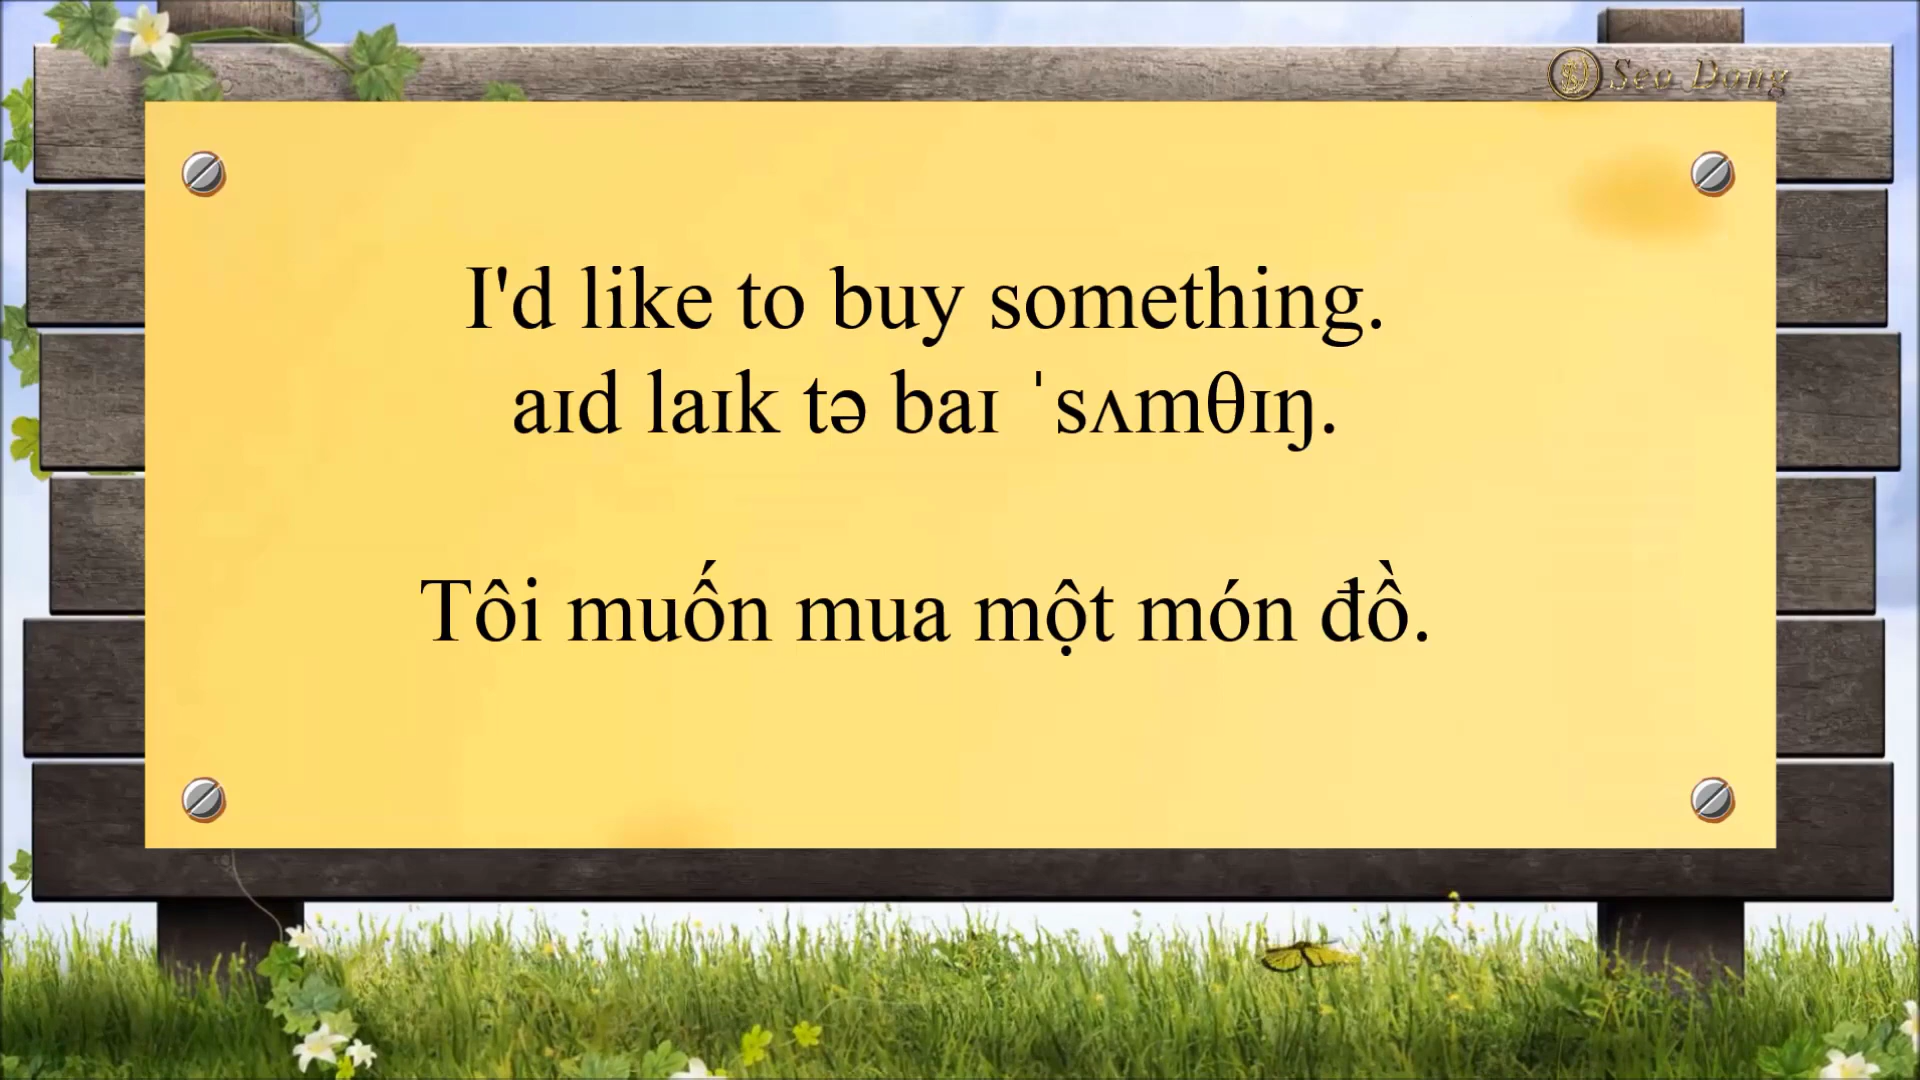 Seo Dong
I'd like to buy something.
aɪd laɪk tə baɪ ˈsʌmθɪŋ.
Tôi muốn mua một món đồ.